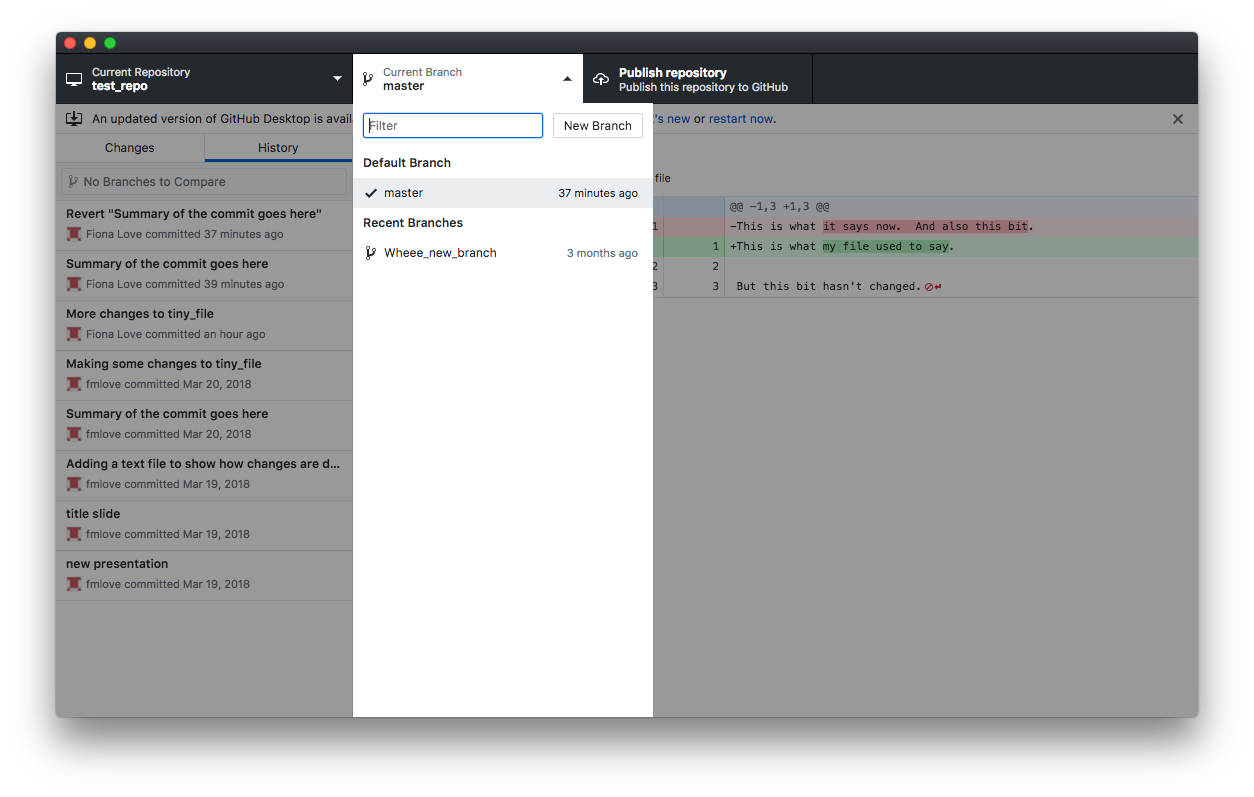 Current Repository
test_repo
Current Branch
master
Publish repository
Publish this repository to GitHub
An updated version of GitHub Desktop is avail
's new or restart now.
Filter
New Branch
Changes
History
No Branches to Compare
Default Branch
master
37 minutes ago
Recent Branches
Wheee_new_branch
3 months ago
Revert "Summary of the commit goes here"
Fiona Love committed 37 minutes ago
Summary of the commit goes here
Fiona Love committed 39 minutes ago
More changes to tiny_file
Fiona Love committed an hour ago
Making some changes to tiny_file
fmlove committed Mar 20, 2018
Summary of the commit goes here
fmlove committed Mar 20, 2018
Adding a text file to show how changes are d...
fmlove committed Mar 19, 2018
title slide
fmlove committed Mar 19, 2018
new presentation
fmlove committed Mar 19, 2018
file
@@ -1,3 +1,3 @@
1 -This is what it says now.  And also this bit.
1 +This is what my file used to say.
2 2
3 3 But this bit hasn't changed.